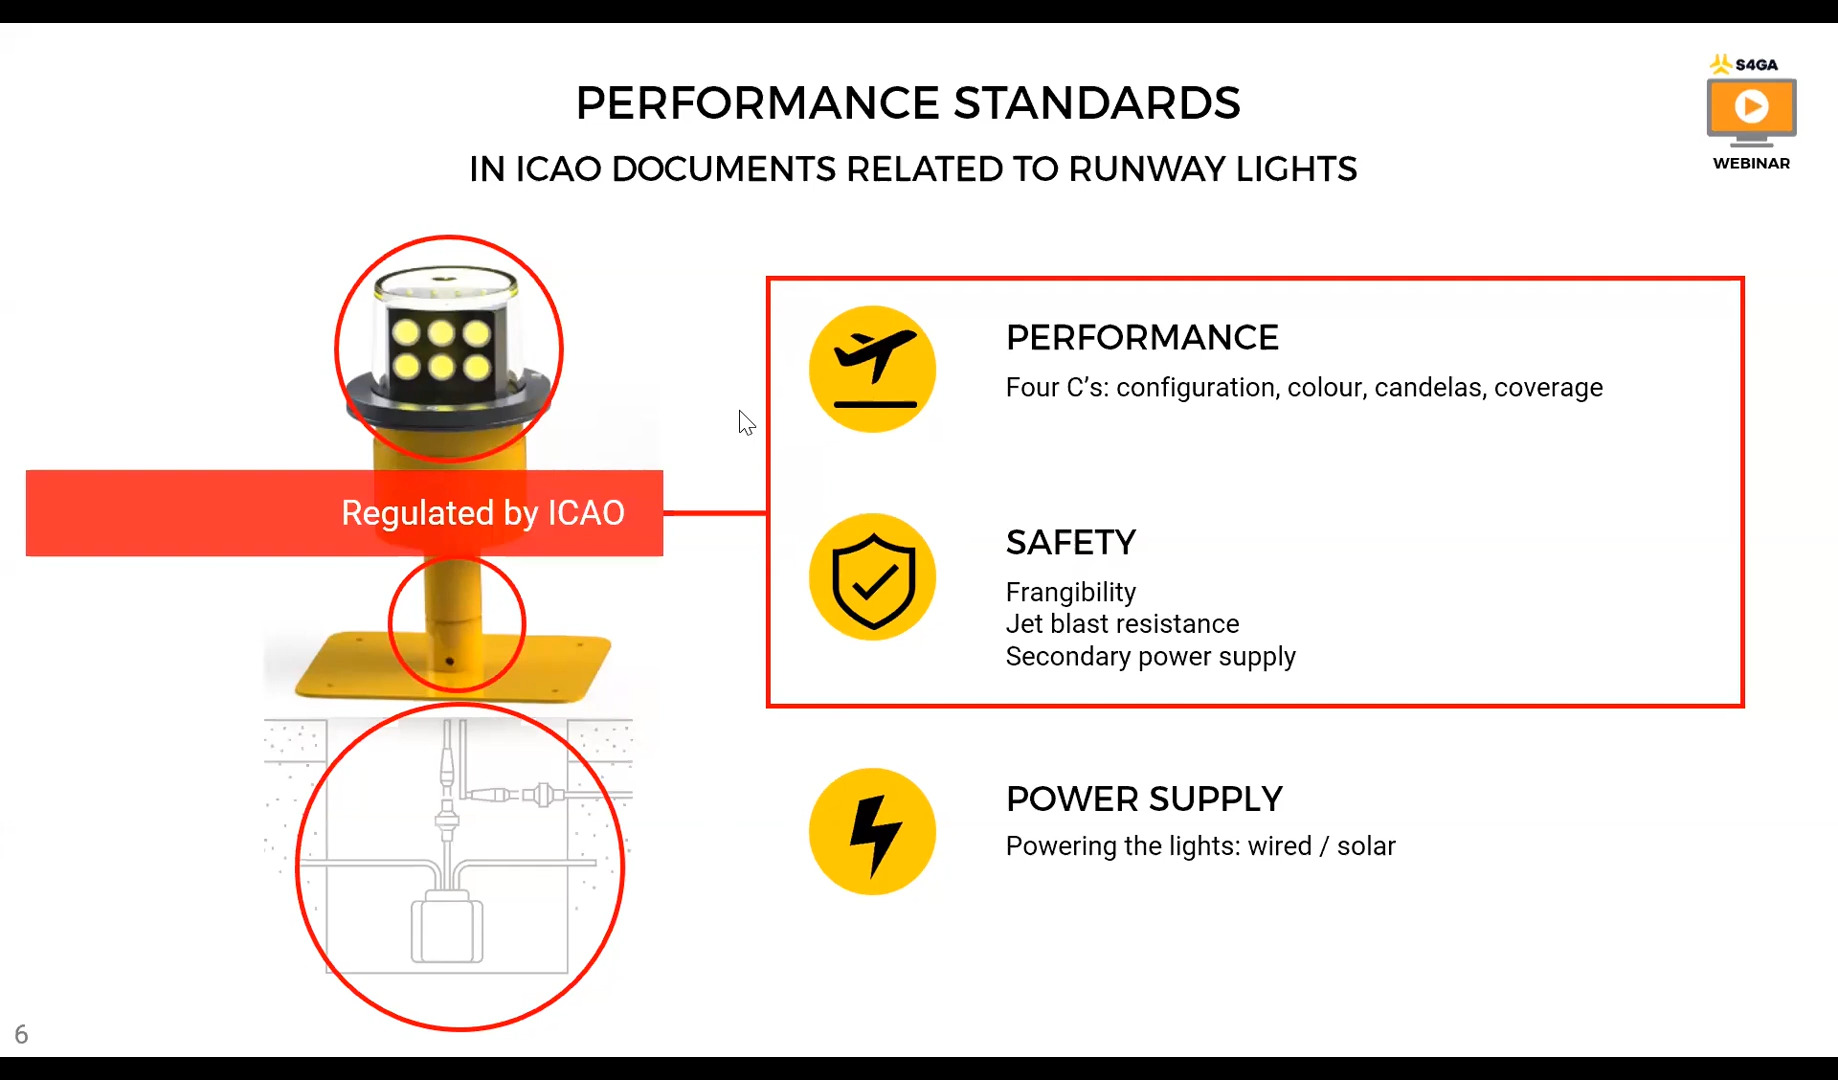 S4GA
WEBINAR
PERFORMANCE STANDARDS
IN ICAO DOCUMENTS RELATED TO RUNWAY LIGHTS
Regulated by ICAO
PERFORMANCE
Four C’s: configuration, colour, candelas, coverage
SAFETY
Frangibility
Jet blast resistance
Secondary power supply
POWER SUPPLY
Powering the lights: wired / solar
6